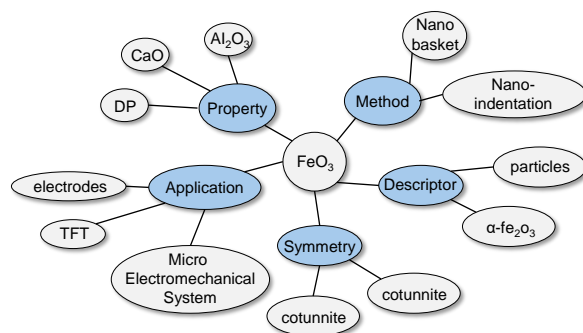 Al₂O₃
CaO
DP
Property
Nano
basket
Method
Nano-
indentation
FeO₃
electrodes
Application
TFT
Micro
Electromechanical
System
Descriptor
particles
α-fe₂o₃
Symmetry
cotunnite
cotunnite